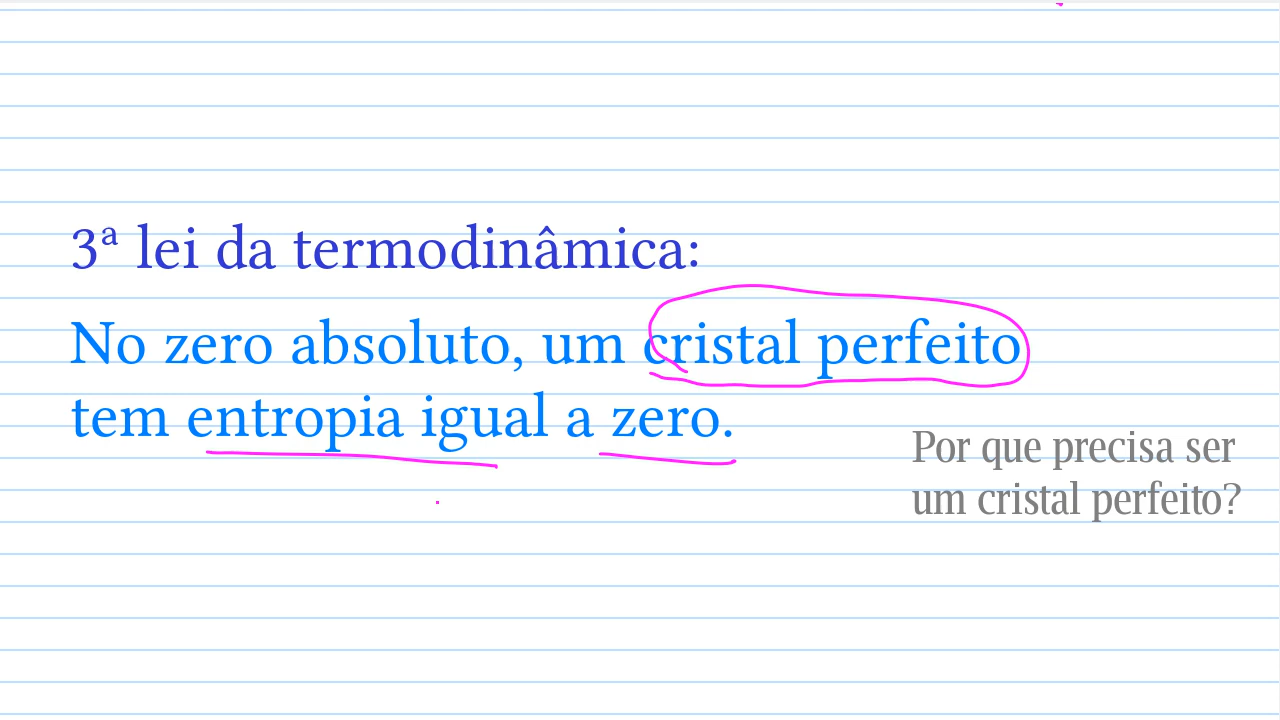 3ª lei da termodinâmica:
No zero absoluto, um cristal perfeito
tem entropia igual a zero.
Por que precisa ser
um cristal perfeito?